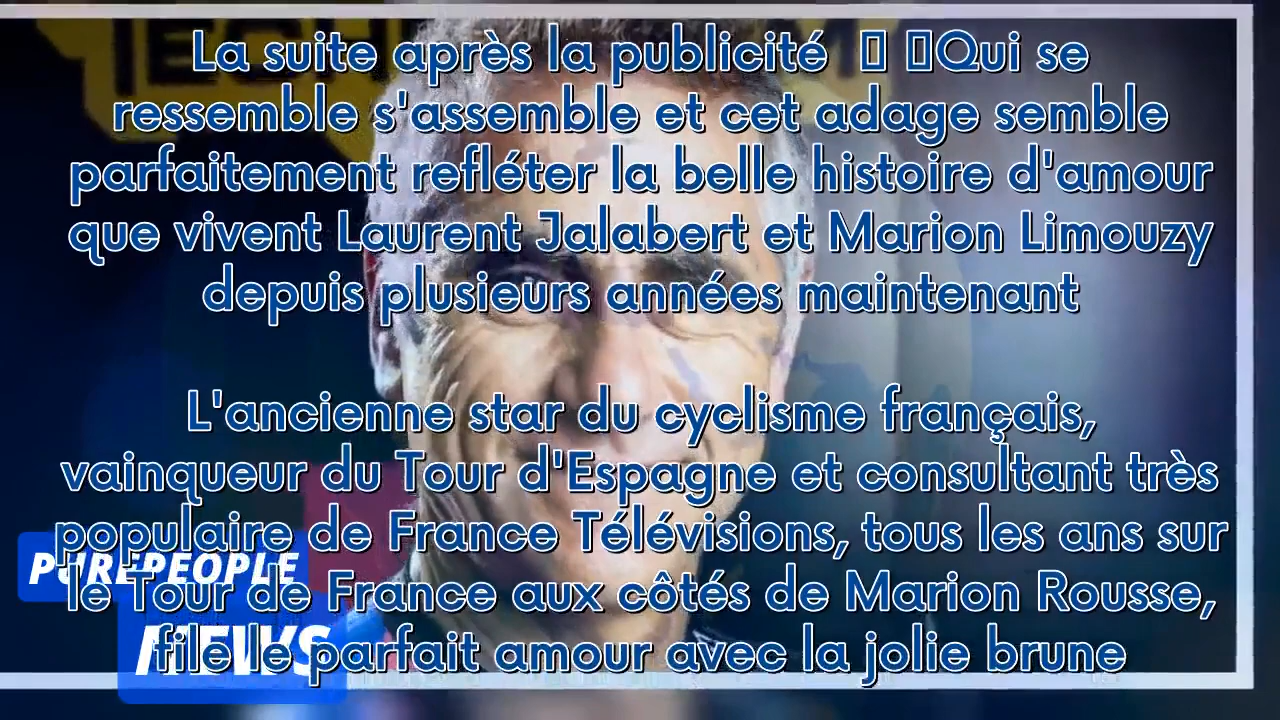 La suite après la publicité Qui se
ressemble s'assemble et cet adage semble
parfaitement refléter la belle histoire d'amour
que vivent Laurent Jalabert et Marion Limouzy
depuis plusieurs années maintenant
L'ancienne star du cyclisme français,
vainqueur du Tour d'Espagne et consultant très
populaire de France Télévisions, tous les ans sur
le Tour de France aux côtés de Marion Rousse,
file le parfait amour avec la jolie brune
PUREPEOPLE
NEWS